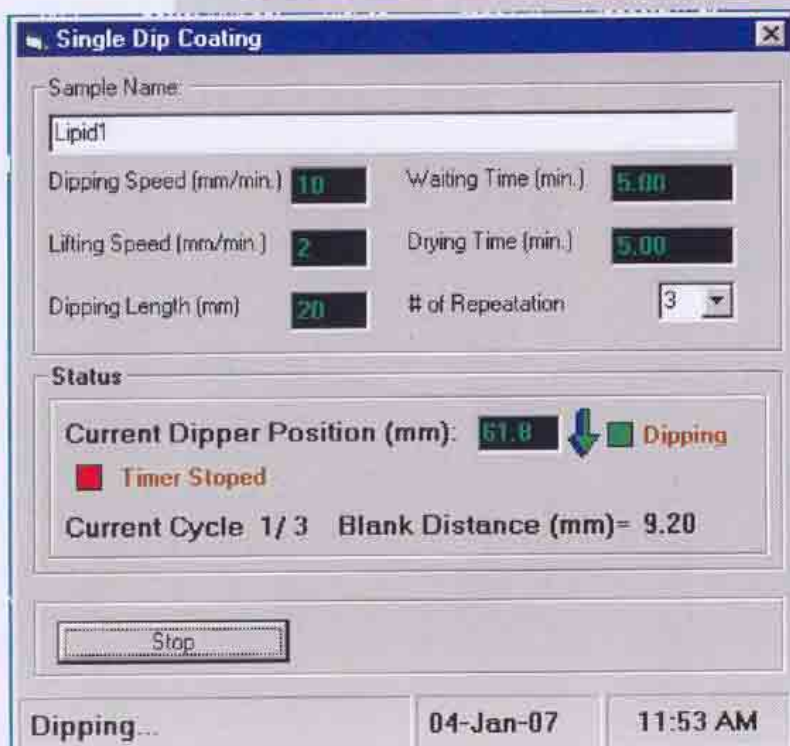 Single Dip Coating
Sample Name:
Lipid1
Dipping Speed (mm/min.) 10 Waiting Time (min.) 5.00
Lifting Speed (mm/min.) 2 Drying Time (min.) 5.00
Dipping Length (mm) 20 # of Repeatation 3
Status
Current Dipper Position (mm): 61.8 Dipping
Timer Stoped
Current Cycle 1/ 3 Blank Distance (mm)= 9.20
Stop
Dipping... 04-Jan-07 11:53 AM